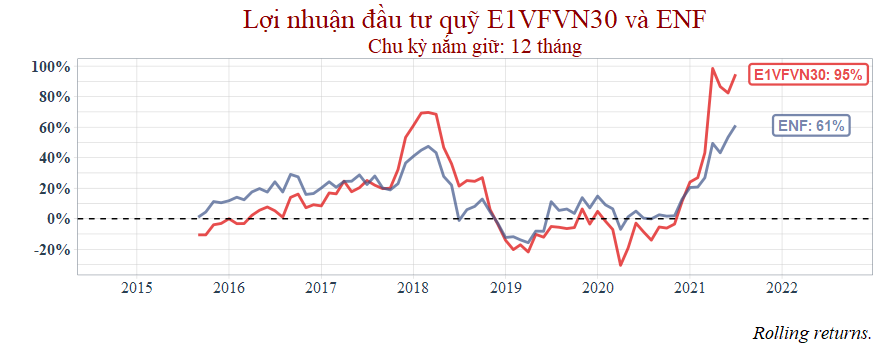 Lợi nhuận đầu tư quỹ E1VFVN30 và ENF
Chu kỳ nắm giữ: 12 tháng
100%
80%
60%
40%
20%
0%
-20%
E1VFVN30: 95%
ENF: 61%
2015 2016 2017 2018 2019 2020 2021 2022
Rolling returns.